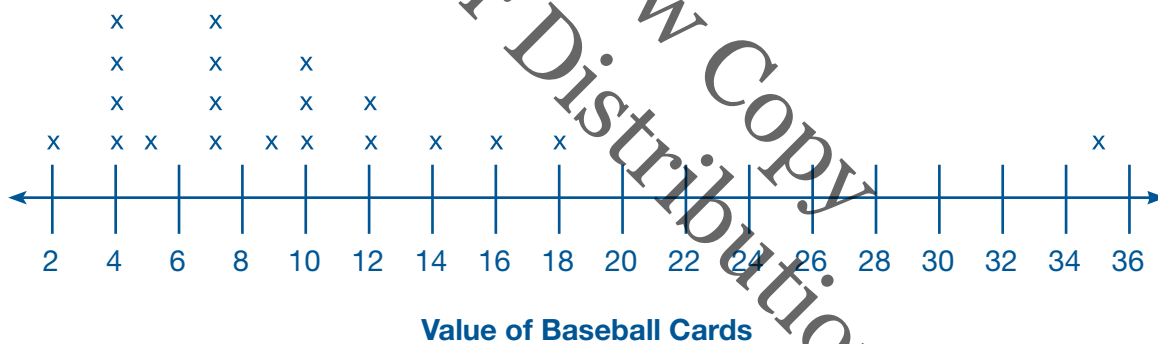 w Copy
r Distributio
x x
x x x
x x x x
x x x x x x x x x x x x
2 4 6 8 10 12 14 16 18 20 22 24 26 28 30 32 34 36
Value of Baseball Cards